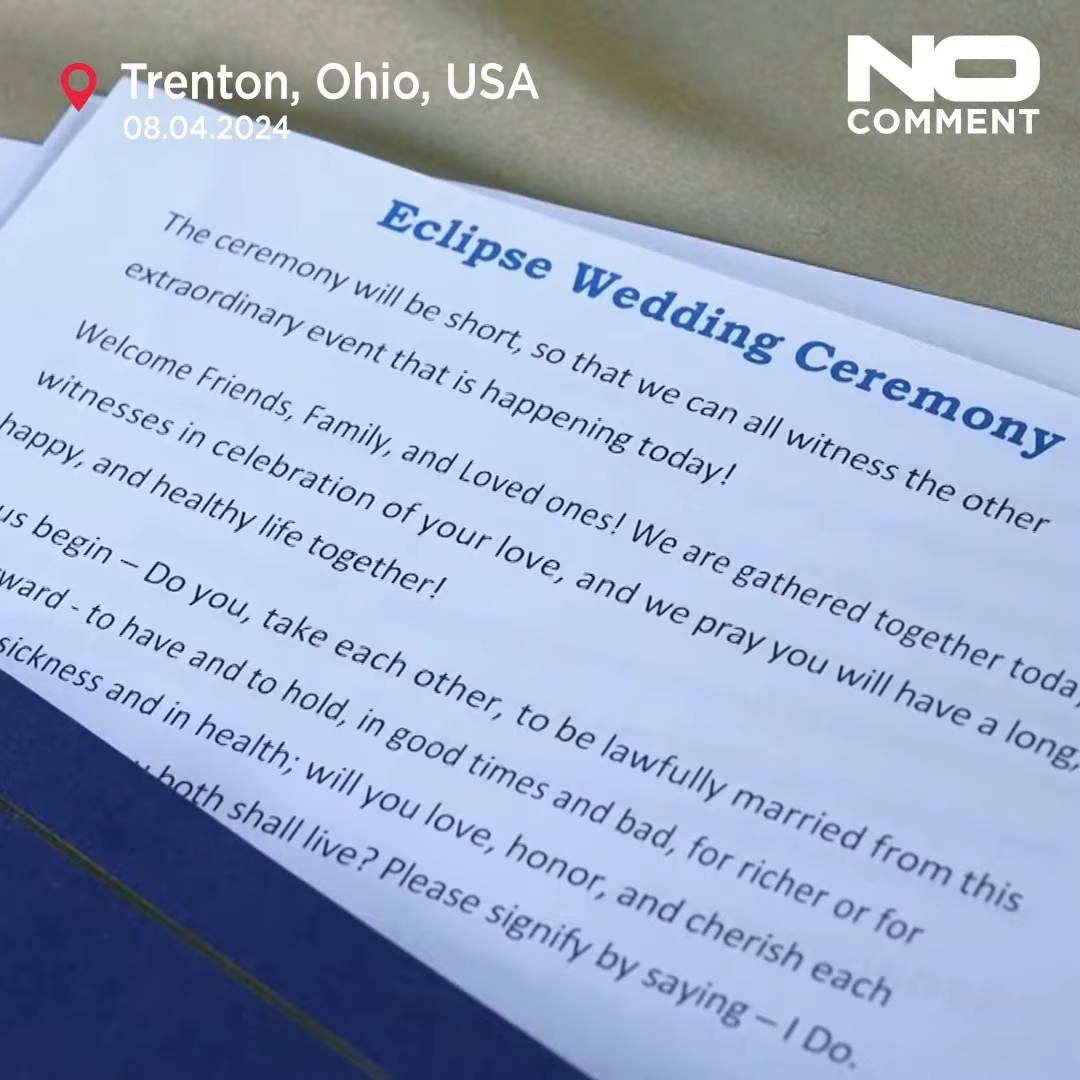 Trenton, Ohio, USA
08.04.2024
NO
COMMENT
Eclipse Wedding Ceremony
The ceremony will be short, so that we can all witness the other
extraordinary event that is happening today!
Welcome Friends, Family, and Loved ones! We are gathered together
witnesses in celebration of your love, and we pray you will have a long,
happy, and healthy life together!
us begin – Do you, take each other, to be lawfully married from this
ward - to have and to hold, in good times and bad, for richer or for
sickness and in health; will you love, honor, and cherish each
both shall live? Please signify by saying – I Do.